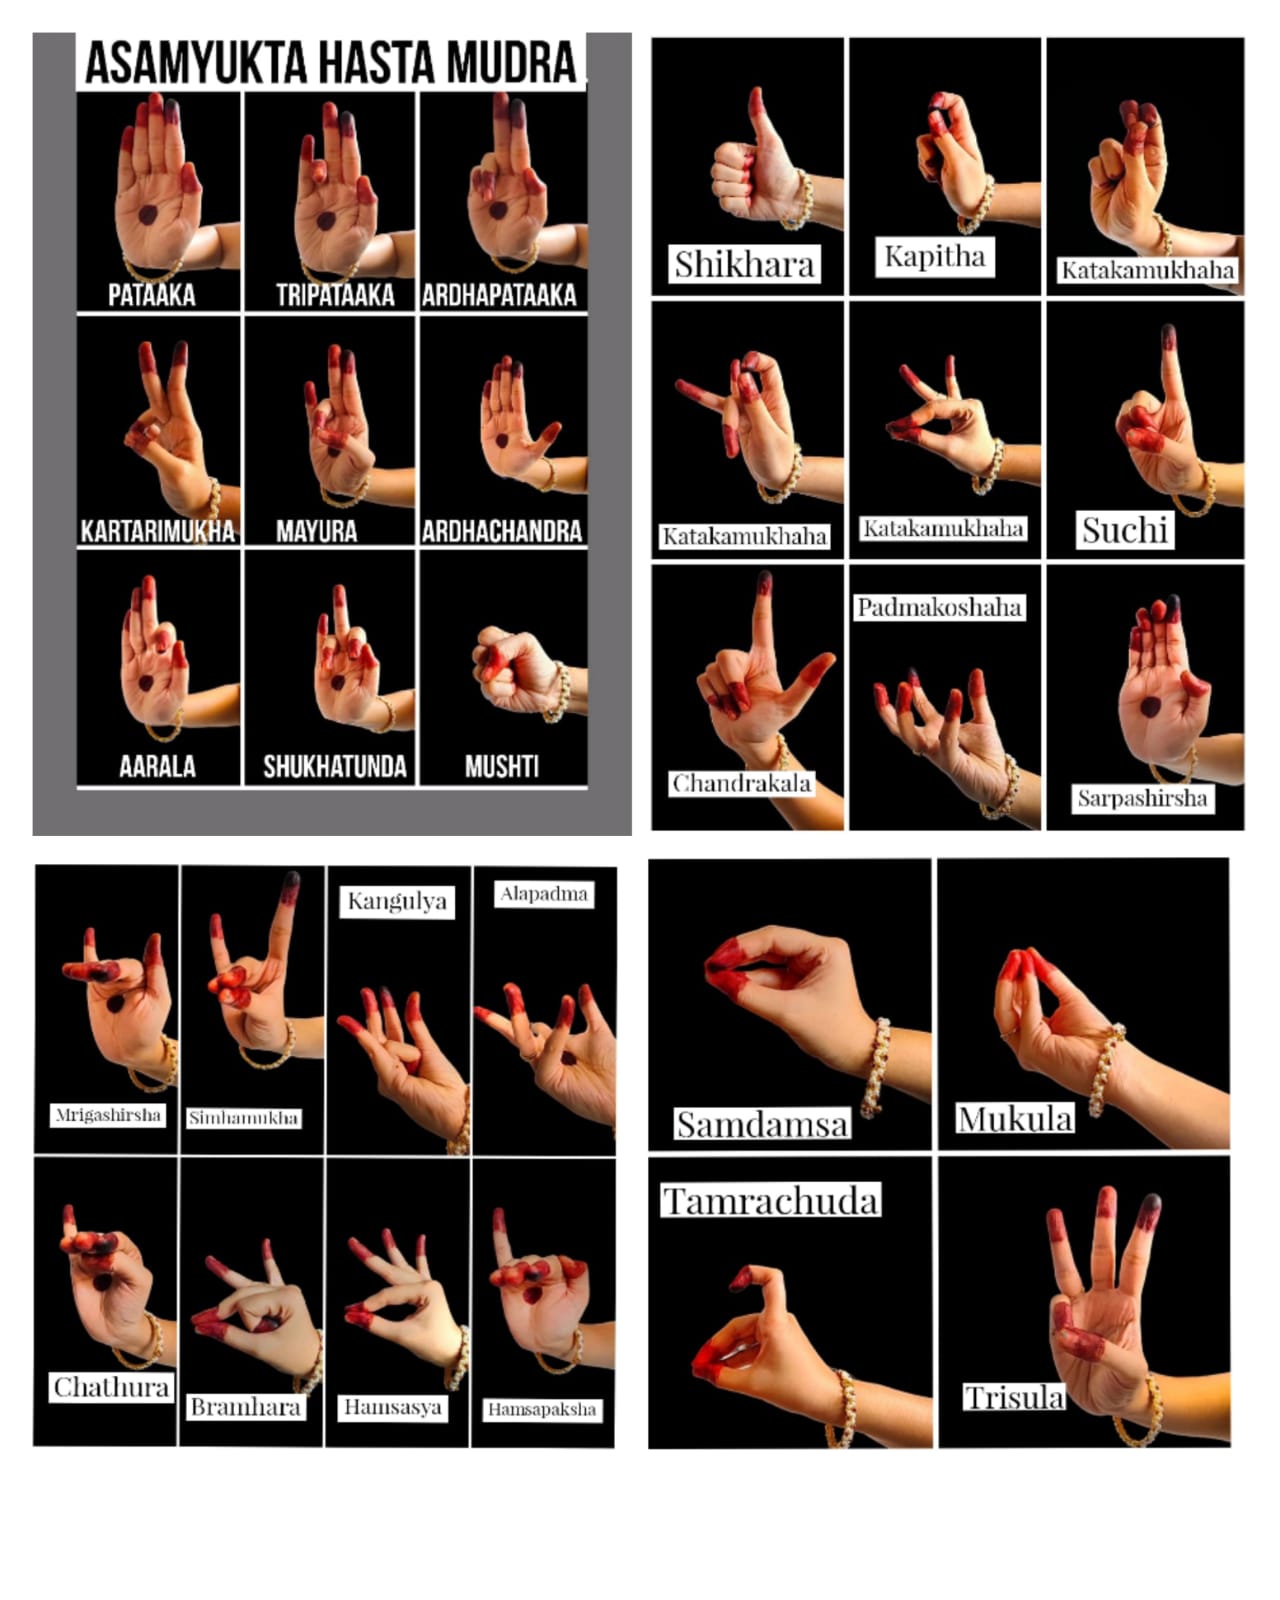 ASAMYUKTA HASTA MUDRA
PATAAKA
TRIPATAAKA
ARDHAPATAAKA
KARTARIMUKHA
MAYURA
ARDHACHANDRA
AARALA
SHUKHATUNDA
MUSHTI
Shikhara
Kapitha
Katakamukhaha
Katakamukhaha
Katakamukhaha
Suchi
Chandrakala
Padmakoshaha
Sarpashirsha
Mrigashirsha
Simhamukha
Kangulya
Alapadma
Chathura
Bramhara
Hamsasya
Hamsapaksha
Samdamsa
Mukula
Tamrachuda
Trisula